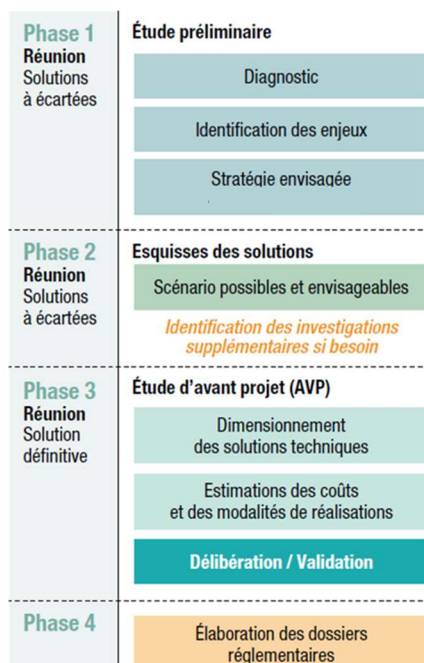 Phase 1
Réunion
Solutions
à écartées
Étude préliminaire
Diagnostic
Identification des enjeux
Stratégie envisagée
Phase 2
Réunion
Solutions
à écartées
Esquisses des solutions
Scénario possibles et envisageables
Identification des investigations
supplémentaires si besoin
Phase 3
Réunion
Solution
définitive
Étude d'avant projet (AVP)
Dimensionnement
des solutions techniques
Estimations des coûts
et des modalités de réalisations
Délibération / Validation
Phase 4
Élaboration des dossiers
réglementaires